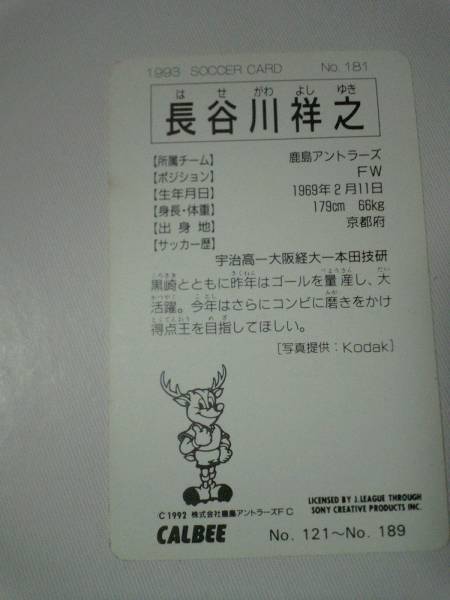 1993 SOCCER CARD No. 181
はせがわ よしゆき
長谷川祥之
【所属チーム】 鹿島アントラーズ
【ポジション】 FW
【生年月日】 1969年2月11日
【身長・体重】 179cm 66kg
【出身地】 京都府
【サッカー歴】
宇治高ー大阪経大ー本田技研
黒崎とともに昨年はゴールを量産し、大
活躍。今年はさらにコンビに磨きをかけ
得点王を目指してほしい。
[写真提供:Kodak]
©1992 株式会社鹿島アントラーズFC
LICENSED BY J.LEAGUE THROUGH
SONY CREATIVE PRODUCTS INC.
CALBEE No. 121〜No. 189